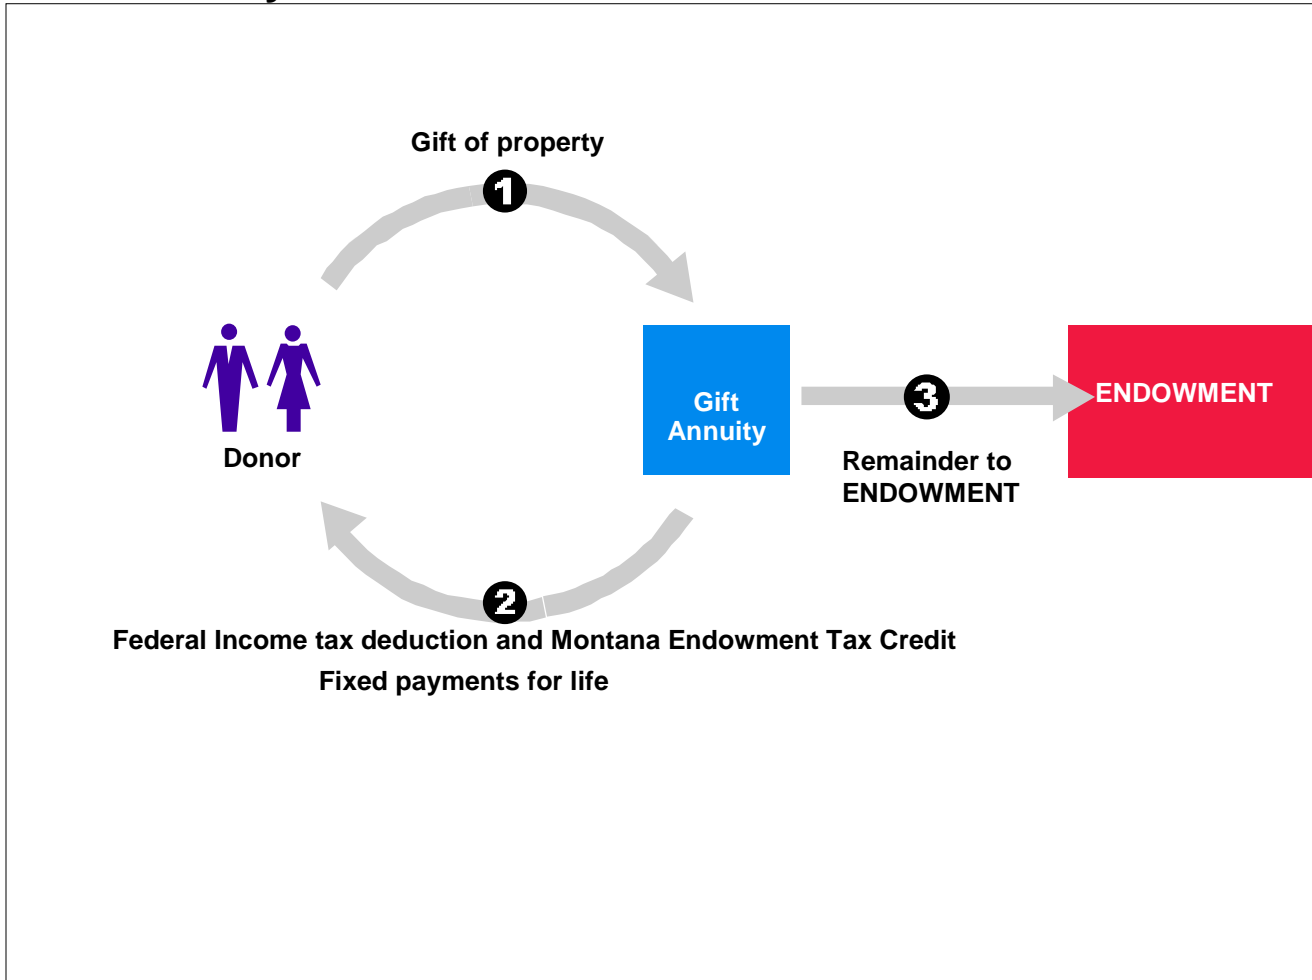 Gift of property
1
Donor
Gift
Annuity
3
ENDOWMENT
Remainder to
ENDOWMENT
2
Federal Income tax deduction and Montana Endowment Tax Credit
Fixed payments for life